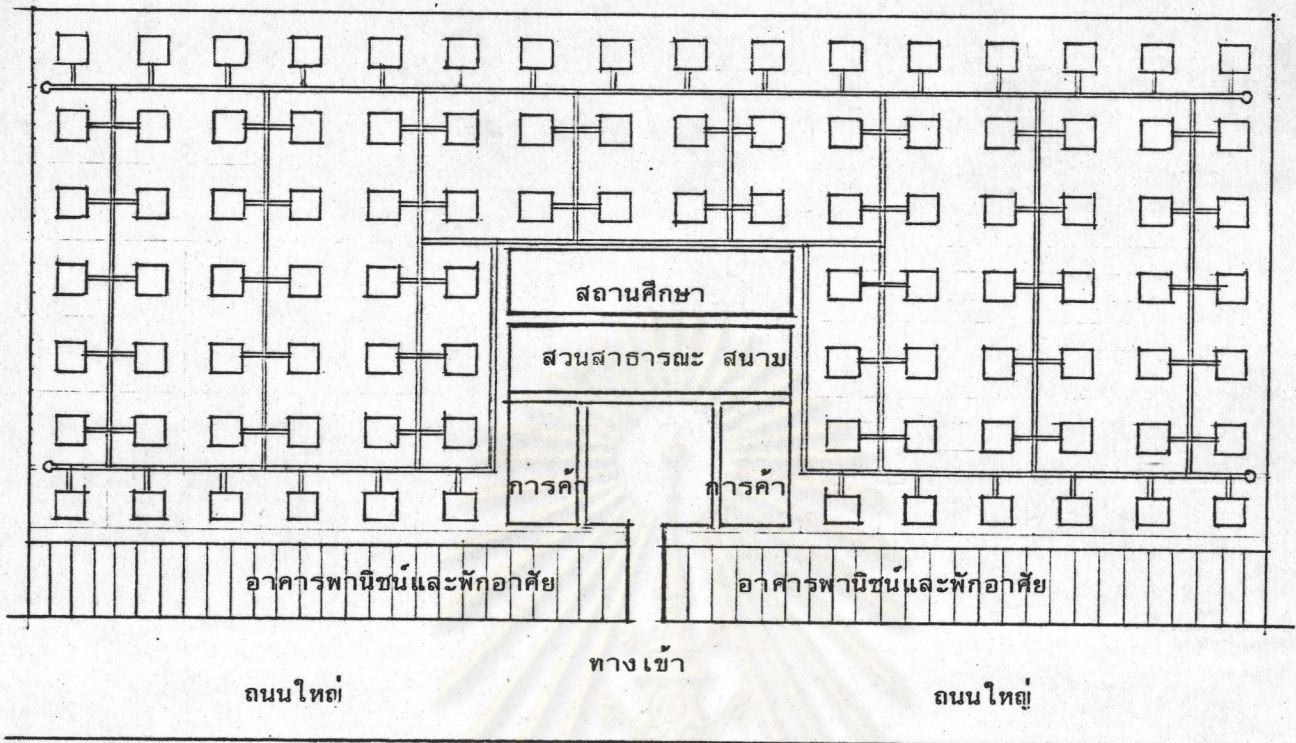 สถานศึกษา
สวนสาธารณะ สนาม
การค้า การค้า
อาคารพานิชน์และพักอาศัย อาคารพานิชน์และพักอาศัย
ทางเข้า
ถนนใหญ่ ถนนใหญ่